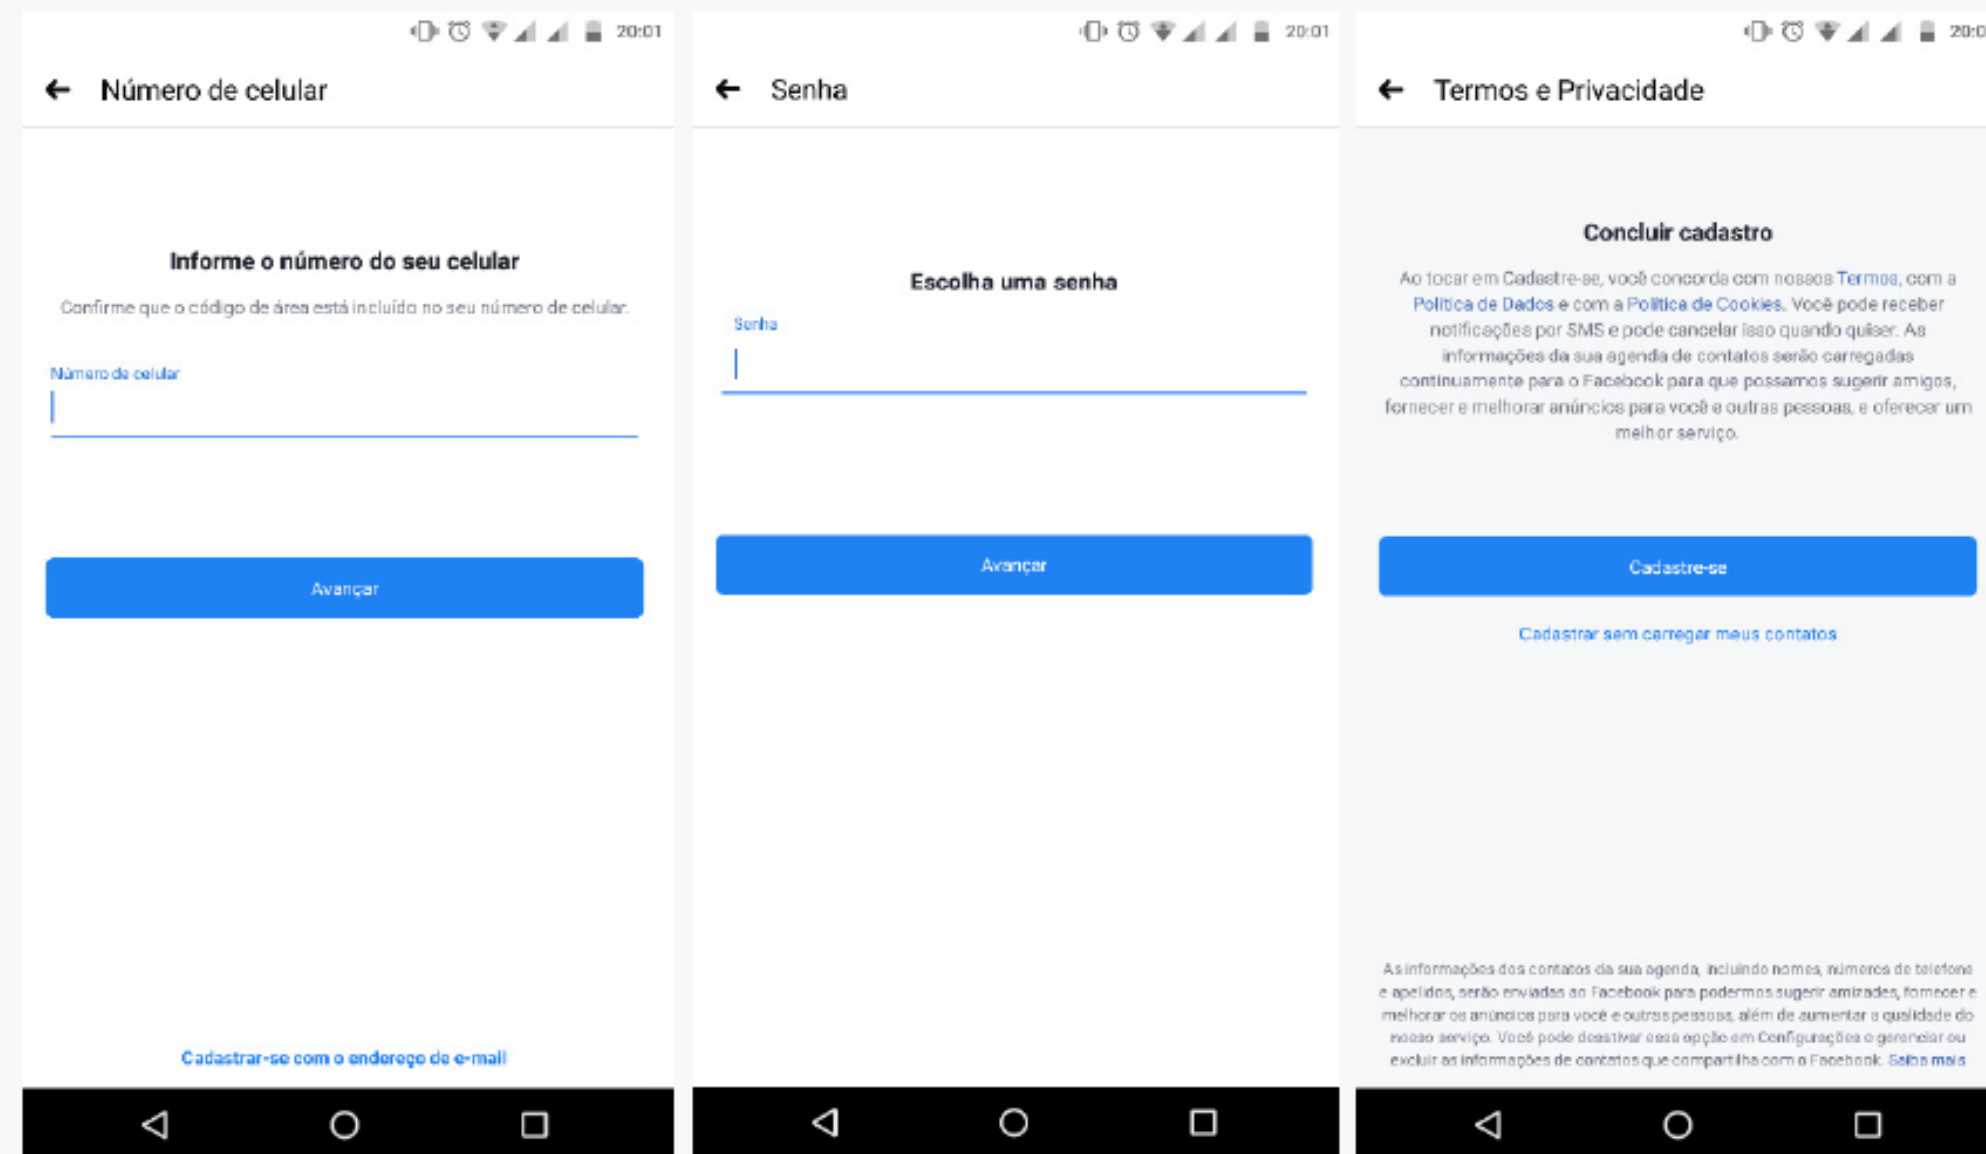 20:01
Número de celular
Informe o número do seu celular
Confirme que o código de área está incluído no seu número de celular.
Número de celular
Avançar
Cadastrar-se com o endereço de e-mail
20:01
Senha
Escolha uma senha
Senha
Avançar
20:0
Termos e Privacidade
Concluir cadastro
Ao tocar em Cadastre-se, você concorda com nossos Termos, com a
Política de Dados e com a Política de Cookies. Você pode receber
notificações por SMS e pode cancelar isso quando quiser. As
informações da sua agenda de contatos serão carregadas
continuamente para o Facebook para que possamos sugerir amigos,
fornecer e melhorar anúncios para você e outras pessoas, e oferecer um
melhor serviço.
Cadastre-se
Cadastrar sem carregar meus contatos
As informações dos contatos da sua agenda, incluindo nomes, números de telefone
e apelidos, serão enviadas ao Facebook para podermos sugerir amizades, fornecer e
melhorar os anúncios para você e outras pessoas, além de aumentar a qualidade do
nosso serviço. Você pode desativar essa opção em Configurações e gerenciar ou
excluir as informações de contatos que compartilha com o Facebook. Saiba mais